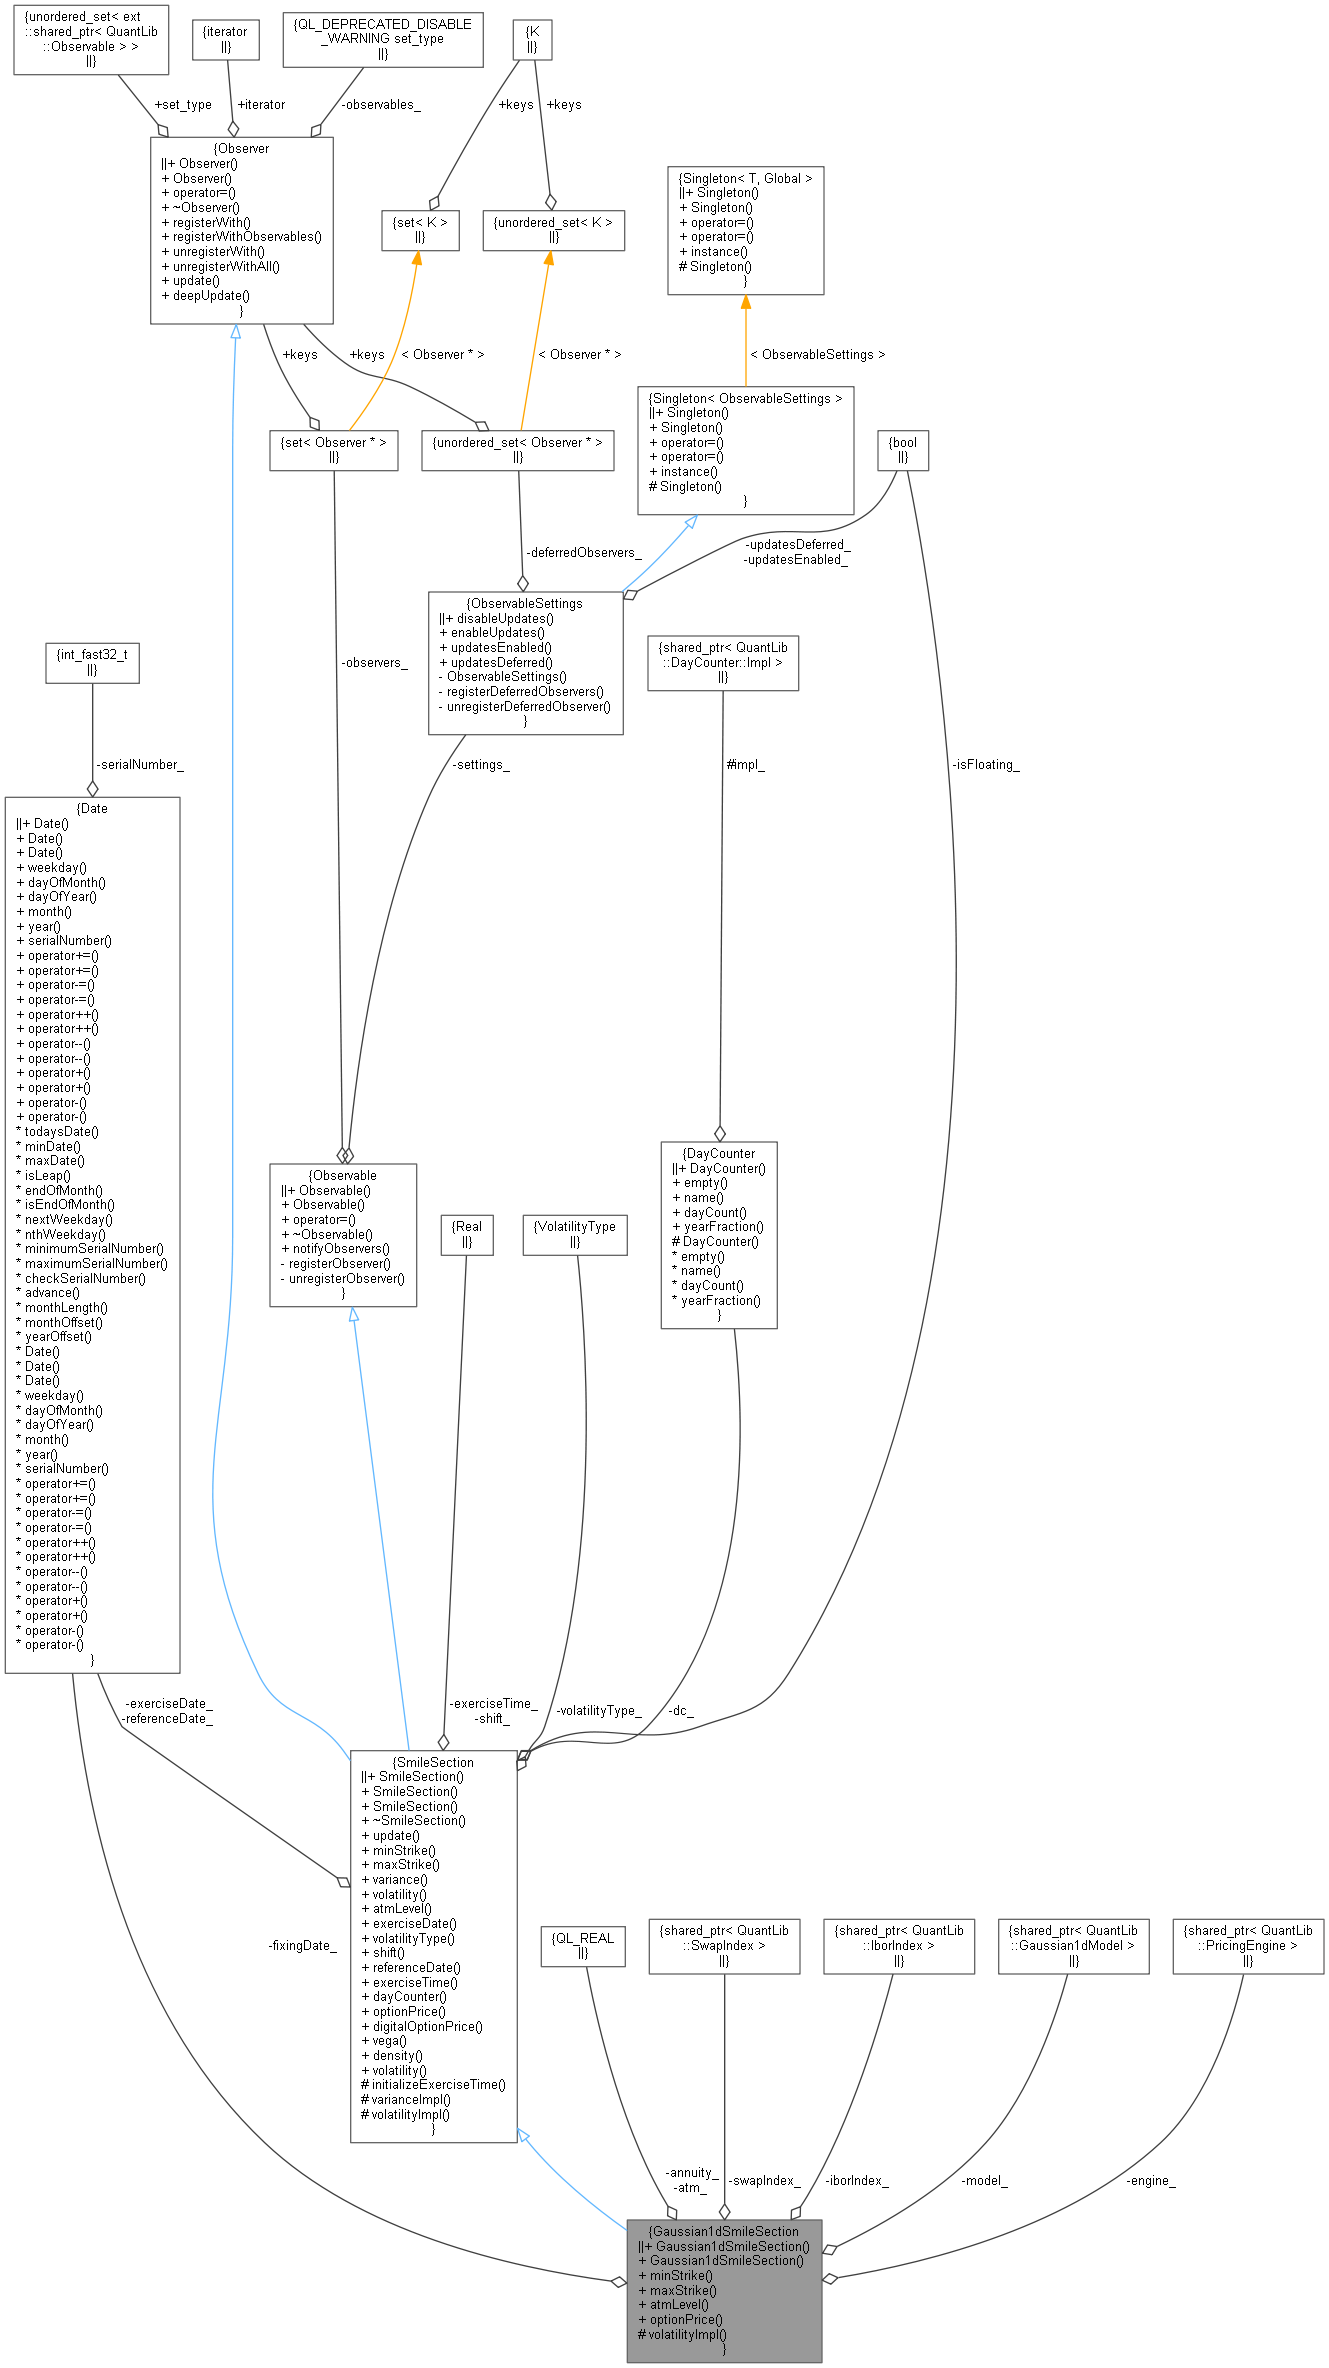 {unordered_set< ext
::shared_ptr< QuantLib
::Observable > >
||}
{iterator
||}
{QL_DEPRECATED_DISABLE
_WARNING set_type
||}
{K
||}
+set_type
+iterator
-observables_
+keys
+keys
{Observer
||+ Observer()
+ Observer()
+ operator=()
+ ~Observer()
+ registerWith()
+ registerWithObservables()
+ unregisterWith()
+ unregisterWithAll()
+ update()
+ deepUpdate()
}
{set< K >
||}
{unordered_set< K >
||}
{Singleton< T, Global >
||+ Singleton()
+ Singleton()
+ operator=()
+ operator=()
+ instance()
# Singleton()
}
+keys
+keys
< Observer * >
< Observer * >
< ObservableSettings >
{set< Observer * >
||}
{unordered_set< Observer * >
||}
{Singleton< ObservableSettings >
||+ Singleton()
+ Singleton()
+ operator=()
+ operator=()
+ instance()
# Singleton()
}
{bool
||}
-deferredObservers_
-updatesDeferred_
-updatesEnabled_
{int_fast32_t
||}
-observers_
{ObservableSettings
||+ disableUpdates()
+ enableUpdates()
+ updatesEnabled()
+ updatesDeferred()
- ObservableSettings()
- registerDeferredObservers()
- unregisterDeferredObserver()
}
{shared_ptr< QuantLib
::DayCounter::Impl >
||}
-serialNumber_
-settings_
#impl_
-isFloating_
{Date
||+ Date()
+ Date()
+ Date()
+ weekday()
+ dayOfMonth()
+ dayOfYear()
+ month()
+ year()
+ serialNumber()
+ operator+=()
+ operator+=()
+ operator-=()
+ operator-=()
+ operator++()
+ operator++()
+ operator--()
+ operator--()
+ operator+()
+ operator+()
+ operator-()
+ operator-()
* todaysDate()
* minDate()
* maxDate()
* isLeap()
* endOfMonth()
* isEndOfMonth()
* nextWeekday()
* nthWeekday()
* minimumSerialNumber()
* maximumSerialNumber()
* checkSerialNumber()
* advance()
* monthLength()
* monthOffset()
* yearOffset()
* Date()
* Date()
* Date()
* weekday()
* dayOfMonth()
* dayOfYear()
* month()
* year()
* serialNumber()
* operator+=()
* operator+=()
* operator-=()
* operator-=()
* operator++()
* operator++()
* operator--()
* operator--()
* operator+()
* operator+()
* operator-()
* operator-()
}
{Observable
||+ Observable()
+ Observable()
+ operator=()
+ ~Observable()
+ notifyObservers()
- registerObserver()
- unregisterObserver()
}
{Real
||}
{VolatilityType
||}
{DayCounter
||+ DayCounter()
+ empty()
+ name()
+ dayCount()
+ yearFraction()
# DayCounter()
* empty()
* name()
* dayCount()
* yearFraction()
}
-exerciseDate_
-referenceDate_
-exerciseTime_
-shift_
-volatilityType_
-dc_
{SmileSection
||+ SmileSection()
+ SmileSection()
+ SmileSection()
+ ~SmileSection()
+ update()
+ minStrike()
+ maxStrike()
+ variance()
+ volatility()
+ atmLevel()
+ exerciseDate()
+ volatilityType()
+ shift()
+ referenceDate()
+ exerciseTime()
+ dayCounter()
+ optionPrice()
+ digitalOptionPrice()
+ vega()
+ density()
+ volatility()
# initializeExerciseTime()
# varianceImpl()
# volatilityImpl()
}
-fixingDate_
{QL_REAL
||}
{shared_ptr< QuantLib
::SwapIndex >
||}
{shared_ptr< QuantLib
::IborIndex >
||}
{shared_ptr< QuantLib
::Gaussian1dModel >
||}
{shared_ptr< QuantLib
::PricingEngine >
||}
-annuity_
-atm_
-swapIndex_
-iborIndex_
-model_
-engine_
{Gaussian1dSmileSection
||+ Gaussian1dSmileSection()
+ Gaussian1dSmileSection()
+ minStrike()
+ maxStrike()
+ atmLevel()
+ optionPrice()
# volatilityImpl()
}